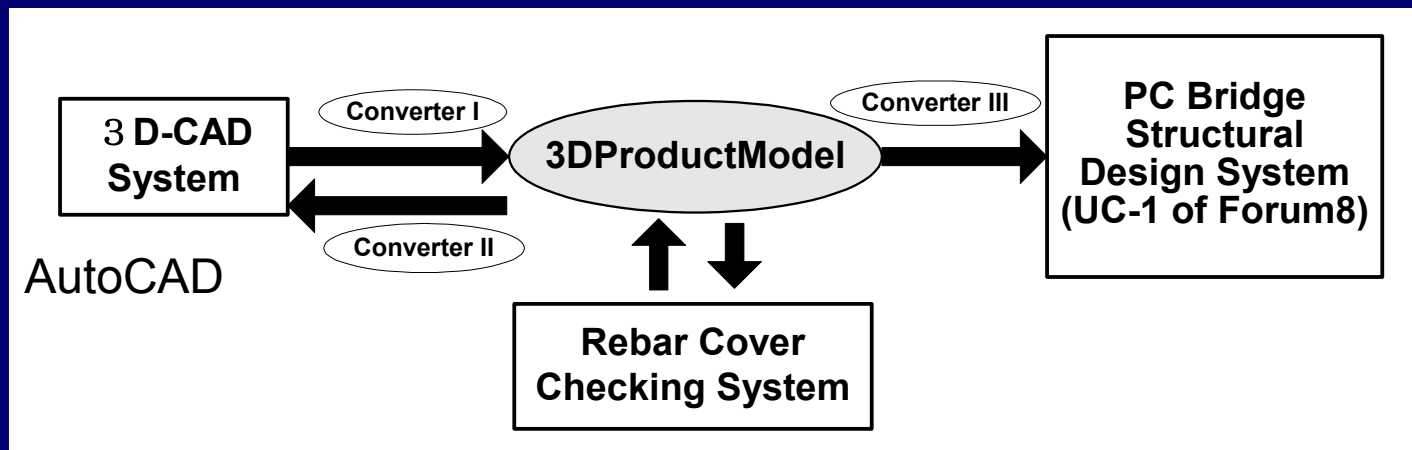 ３D-CAD
System
AutoCAD
Converter I
Converter II
3DProductModel
Converter III
PC Bridge
Structural
Design System
(UC-1 of Forum8)
Rebar Cover
Checking System